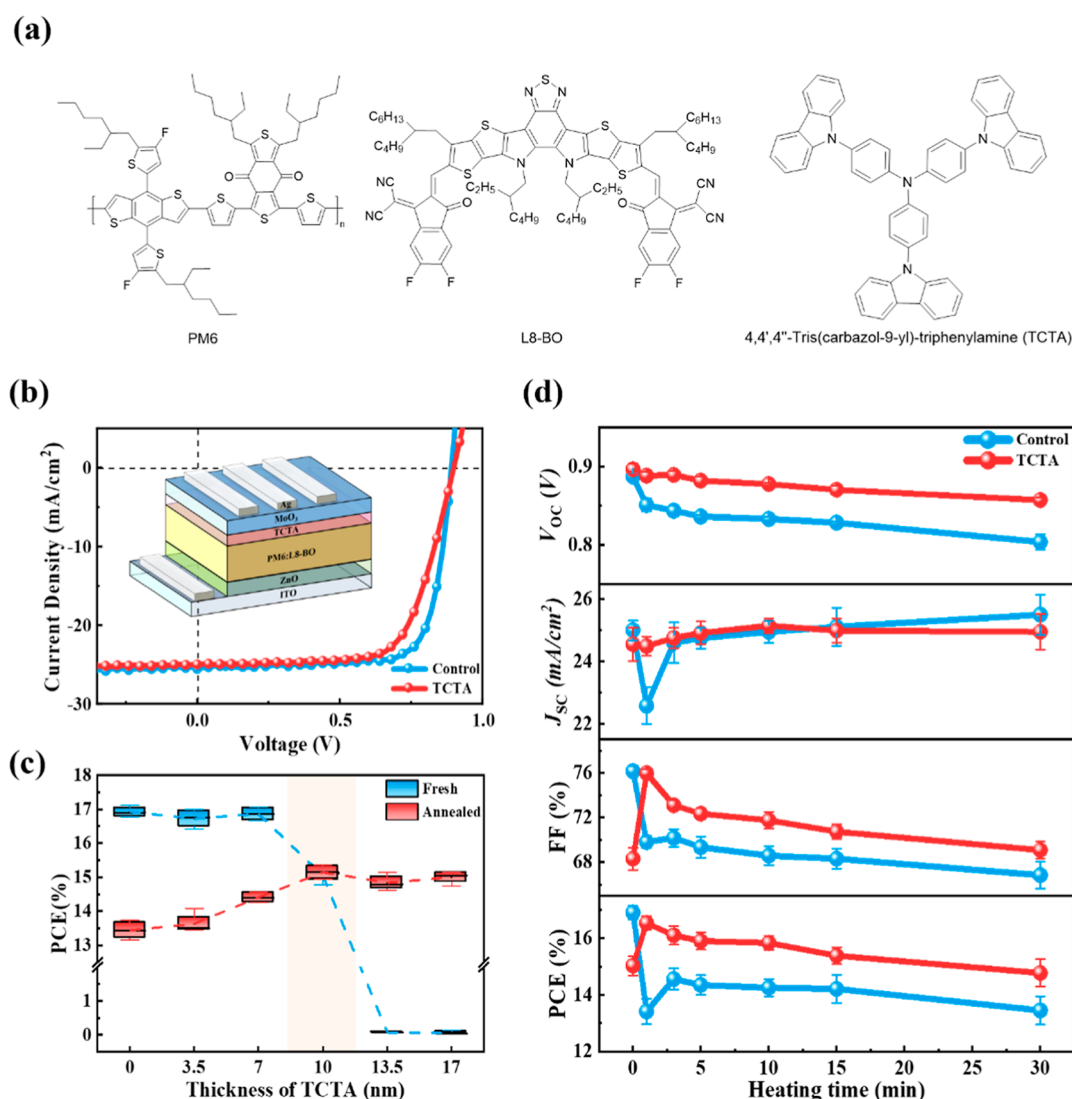 (a)
F
S
S
S
O
O
S
S
S
S
S
F
n
PM6
C6H13
C4H9
N
S
N
S
S
S
S
N
N
C6H13
C4H9
NC
NC
O
C2H5
C4H9
C2H5
C4H9
O
CN
CN
F
F
F
F
L8-BO
N
N
N
N
4,4',4''-Tris(carbazol-9-yl)-triphenylamine (TCTA)
(b)
Current Density (mA/cm²)
0
-10
-20
-30
0.0
0.5
1.0
Voltage (V)
Ag
MoO3
TCTA
PM6:L8-BO
ZnO
ITO
Control
TCTA
(c)
PCE(%)
18
17
16
15
14
13
1
0
0
3.5
7
10
13.5
17
Thickness of TCTA (nm)
Fresh
Annealed
(d)
Control
TCTA
VOC (V)
0.9
0.8
JSC (mA/cm²)
26
24
22
FF (%)
76
72
68
PCE (%)
16
14
12
0
5
10
15
20
25
30
Heating time (min)